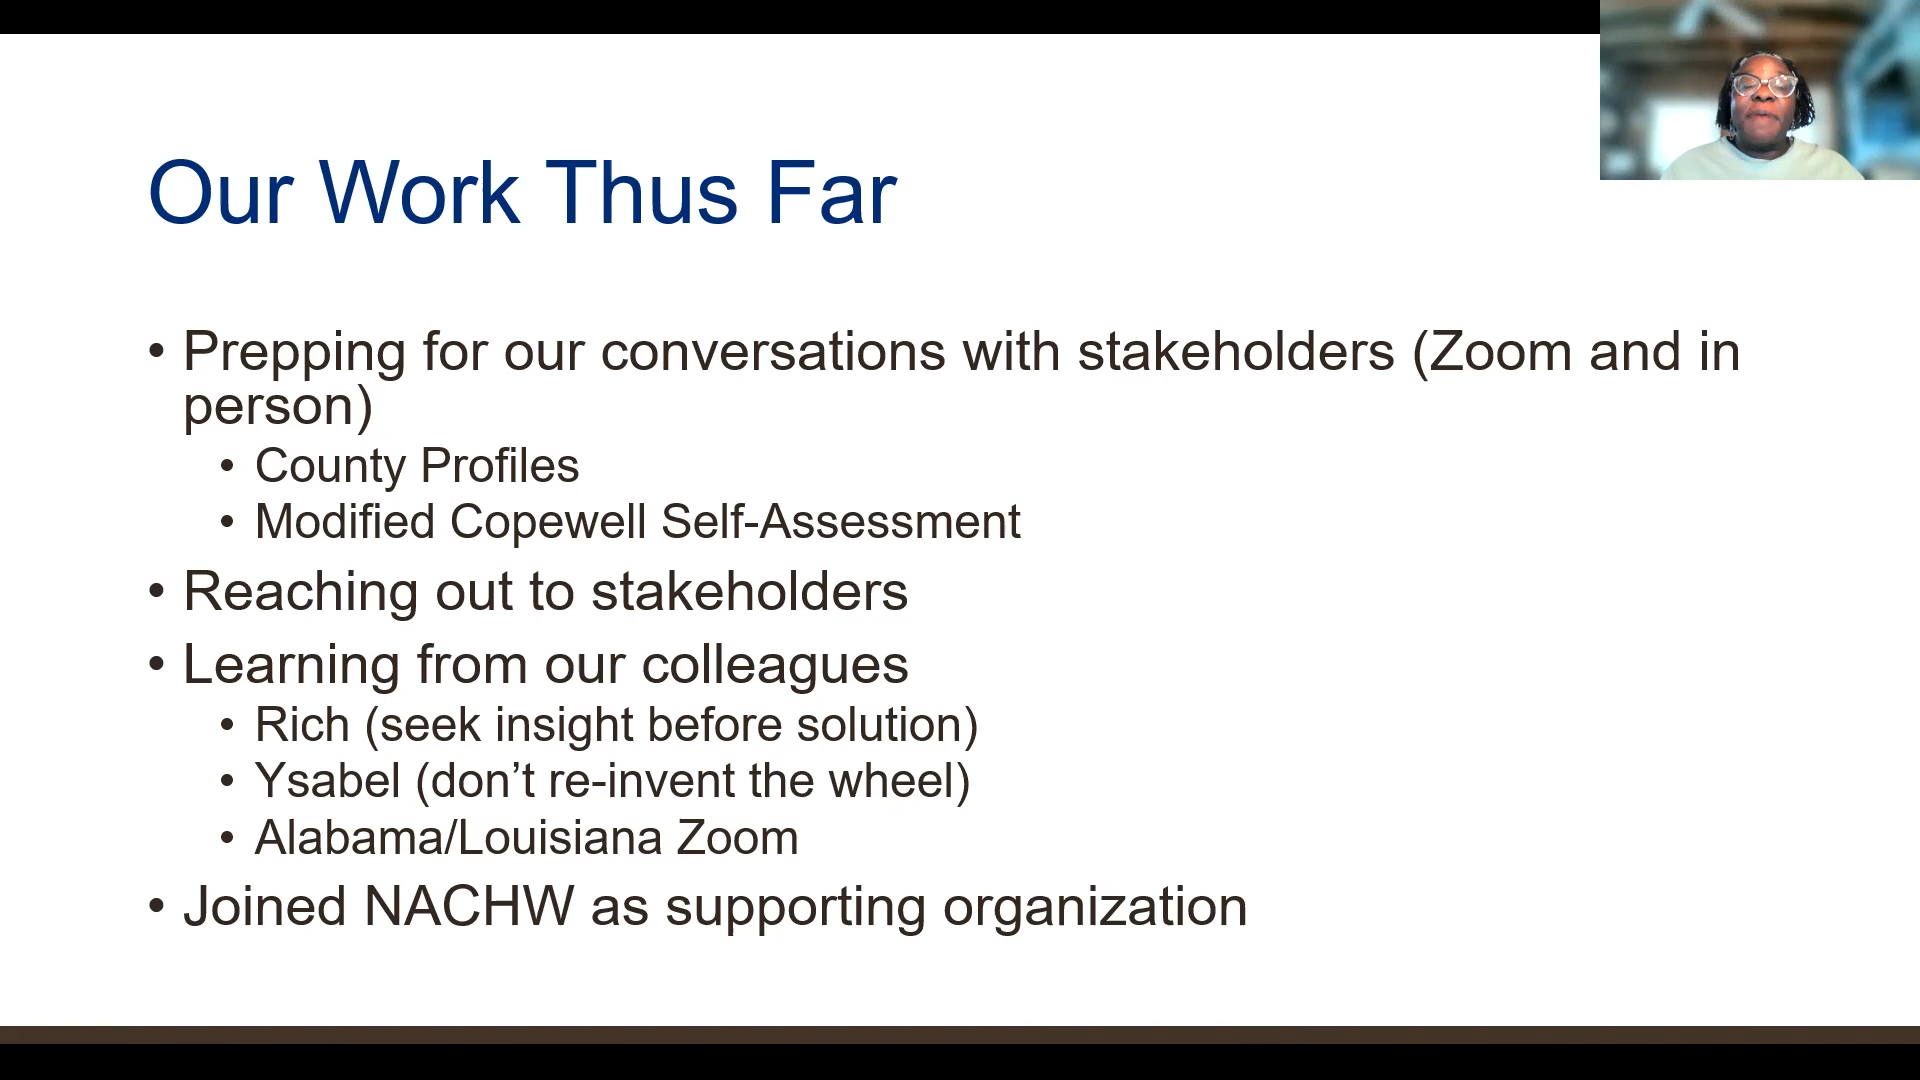 Our Work Thus Far
• Prepping for our conversations with stakeholders (Zoom and in
person)
• County Profiles
• Modified Copewell Self-Assessment
• Reaching out to stakeholders
• Learning from our colleagues
• Rich (seek insight before solution)
• Ysabel (don’t re-invent the wheel)
• Alabama/Louisiana Zoom
• Joined NACHW as supporting organization